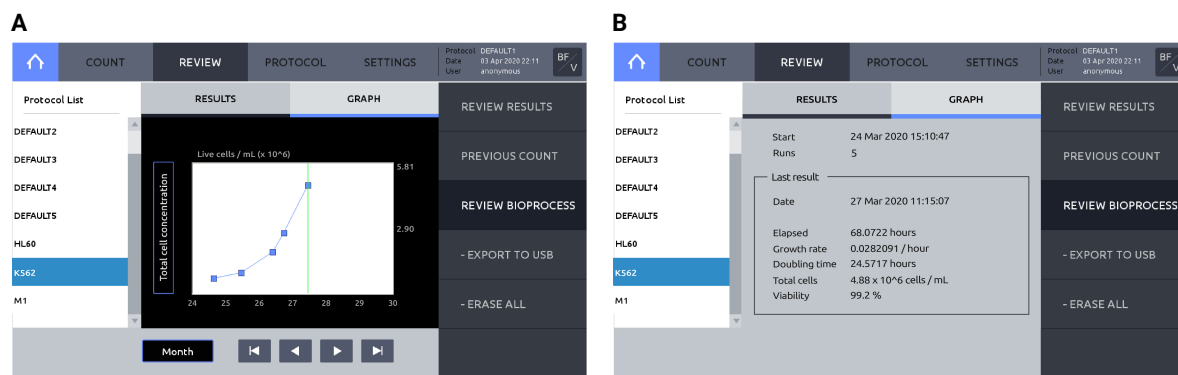 A
COUNT
REVIEW
PROTOCOL
SETTINGS
Protocol DEFAULT1
Date 03 Apr 2020 22:11
User anonymous
BF/V
Protocol List
RESULTS
GRAPH
DEFAULT2
DEFAULT3
DEFAULT4
DEFAULT5
HL60
K562
M1
Live cells / mL (x 10^6)
Total cell concentration
5.81
2.90
24 25 26 27 28 29 30
Month
REVIEW RESULTS
PREVIOUS COUNT
REVIEW BIOPROCESS
- EXPORT TO USB
- ERASE ALL
B
COUNT
REVIEW
PROTOCOL
SETTINGS
Protocol DEFAULT1
Date 03 Apr 2020 22:11
User anonymous
BF/V
Protocol List
RESULTS
GRAPH
DEFAULT2
DEFAULT3
DEFAULT4
DEFAULT5
HL60
K562
M1
Start 24 Mar 2020 15:10:47
Runs 5
Last result
Date 27 Mar 2020 11:15:07
Elapsed 68.0722 hours
Growth rate 0.0282091 / hour
Doubling time 24.5717 hours
Total cells 4.88 x 10^6 cells / mL
Viability 99.2 %
REVIEW RESULTS
PREVIOUS COUNT
REVIEW BIOPROCESS
- EXPORT TO USB
- ERASE ALL